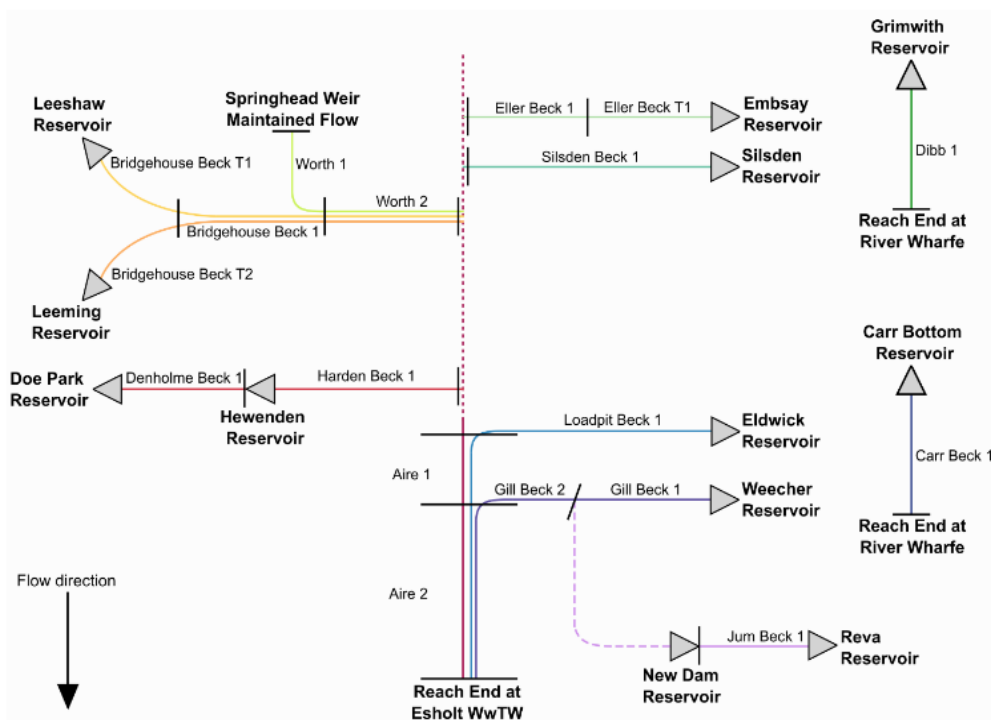 Grimwith
Reservoir
Leeshaw
Reservoir
Springhead Weir
Maintained Flow
Eller Beck 1
Eller Beck T1
Embsay
Reservoir
Bridgehouse Beck T1
Worth 1
Silsden Beck 1
Silsden
Reservoir
Dibb 1
Worth 2
Bridgehouse Beck 1
Reach End at
River Wharfe
Bridgehouse Beck T2
Leeming
Reservoir
Carr Bottom
Reservoir
Doe Park
Reservoir
Denholme Beck 1
Harden Beck 1
Hewenden
Reservoir
Loadpit Beck 1
Eldwick
Reservoir
Carr Beck 1
Aire 1
Gill Beck 2
Gill Beck 1
Weecher
Reservoir
Reach End at
River Wharfe
Flow direction
Aire 2
Jum Beck 1
Reva
Reservoir
New Dam
Reservoir
Reach End at
Esholt WwTW